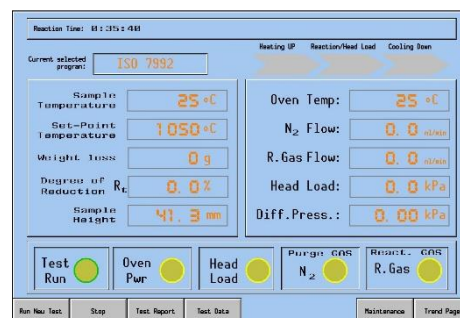 Reaction Time: 0:35:40
Heating UP Reaction/Head Load Cooling Down
Current selected program: ISO 7992
Sample Temperature 25 °C
Set-Point Temperature 1050 °C
Weight loss 0 g
Degree of Reduction Rt 0.0 %
Sample Height 41.3 mm
Oven Temp: 25 °C
N2 Flow: 0.0 nl/min
R.Gas Flow: 0.0 nl/min
Head Load: 0.0 kPa
Diff.Press.: 0.00 kPa
Test Run
Oven Pwr
Head Load
Purge GAS N2
React. GAS R.Gas
Run New Test Stop Test Report Test Data Maintenance Trend Page